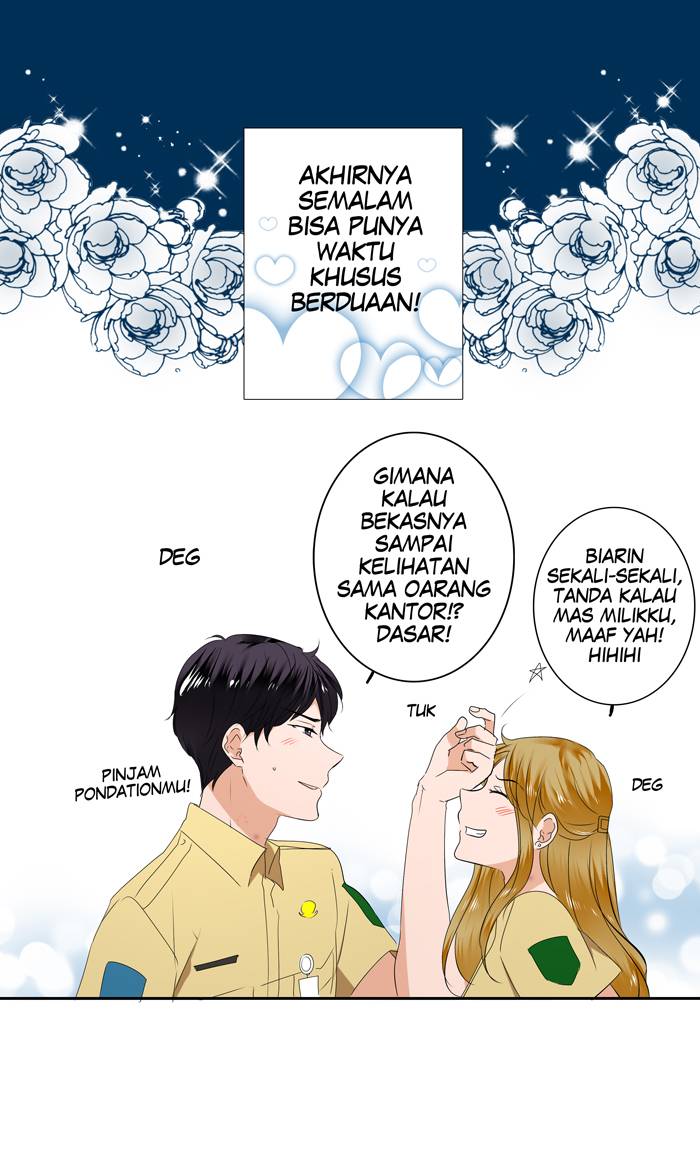 AKHIRNYA
SEMALAM
BISA PUNYA
WAKTU
KHUSUS
BERDUAAN!
GIMANA
KALAU
BEKASNYA
SAMPAI
KELIHATAN
SAMA OARANG
KANTOR!?
DASAR!
BIARIN
SEKALI-SEKALI,
TANDA KALAU
MAS MILIKKU,
MAAF YAH!
HIHIHI
DEG
TUK
PINJAM
PONDATIONMU!
DEG